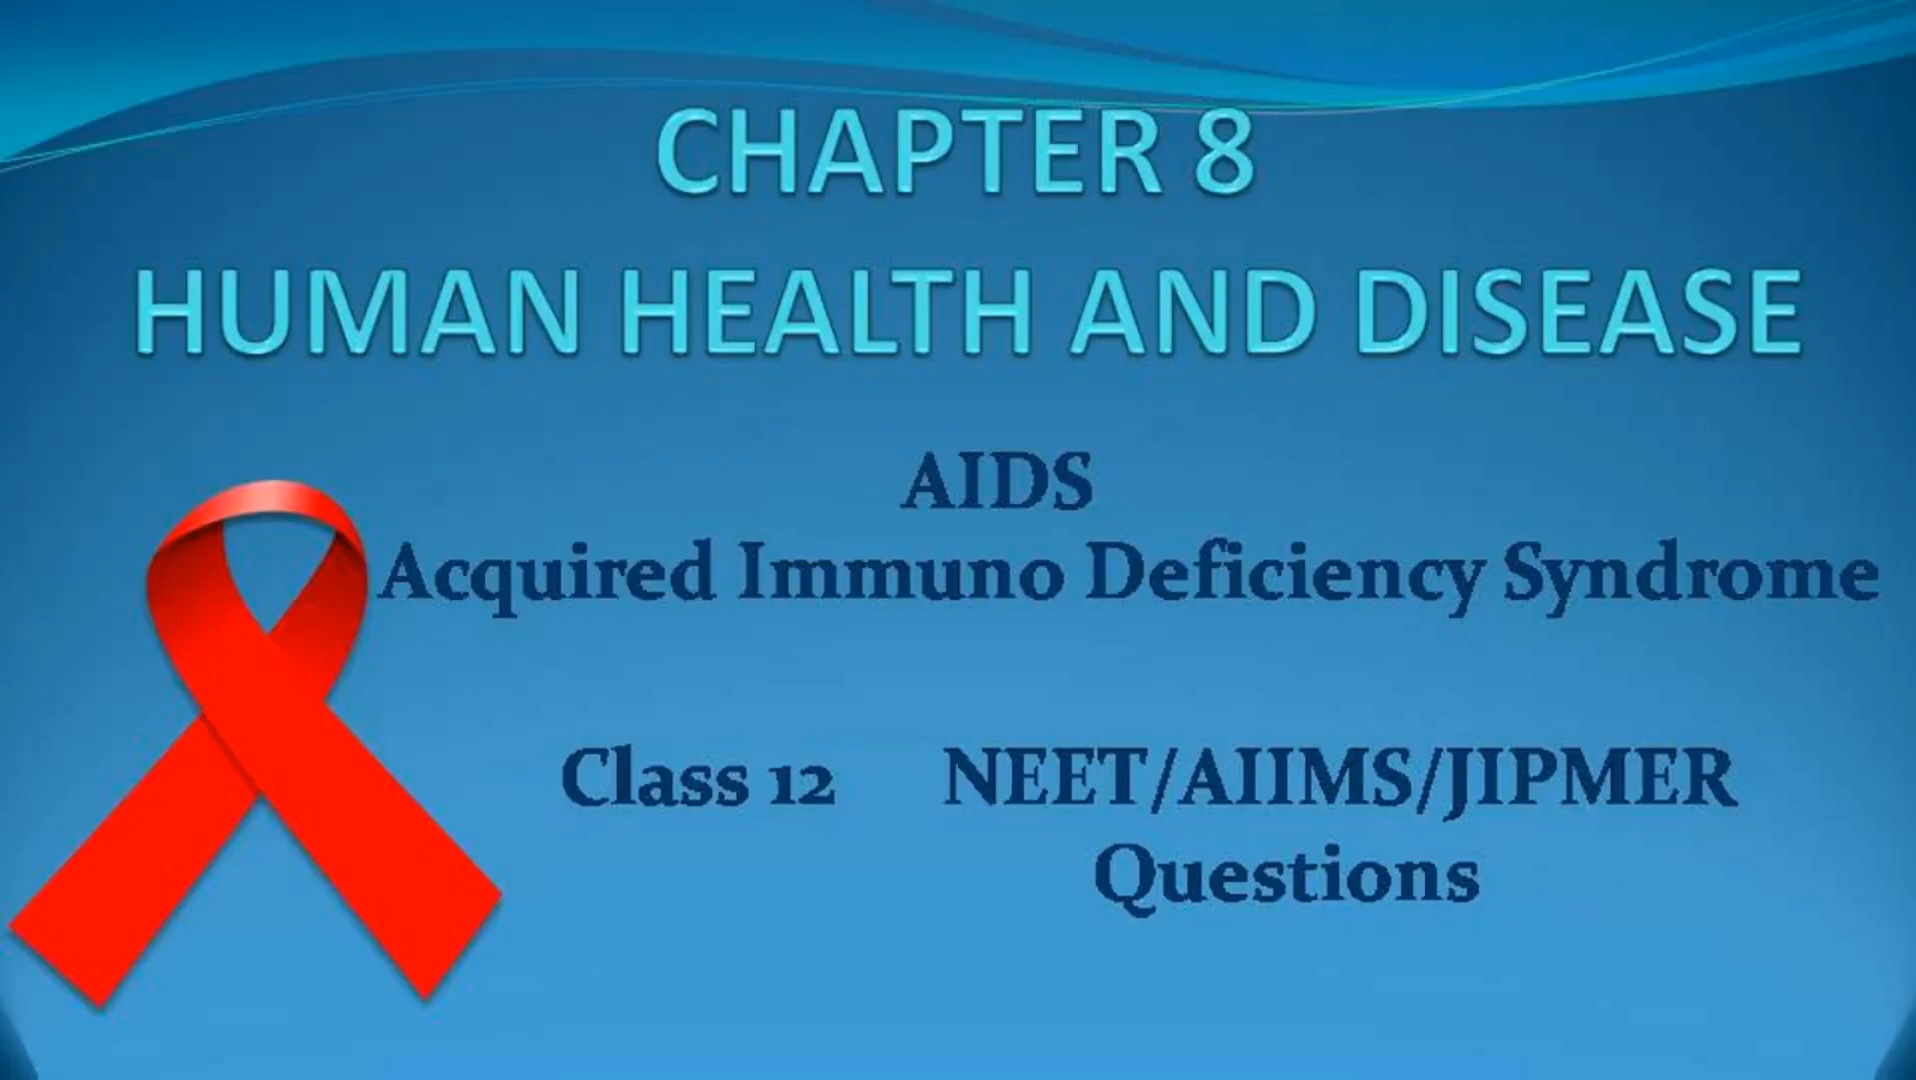 CHAPTER 8
HUMAN HEALTH AND DISEASE
AIDS
Acquired Immuno Deficiency Syndrome
Class 12 NEET/AIIMS/JIPMER
Questions